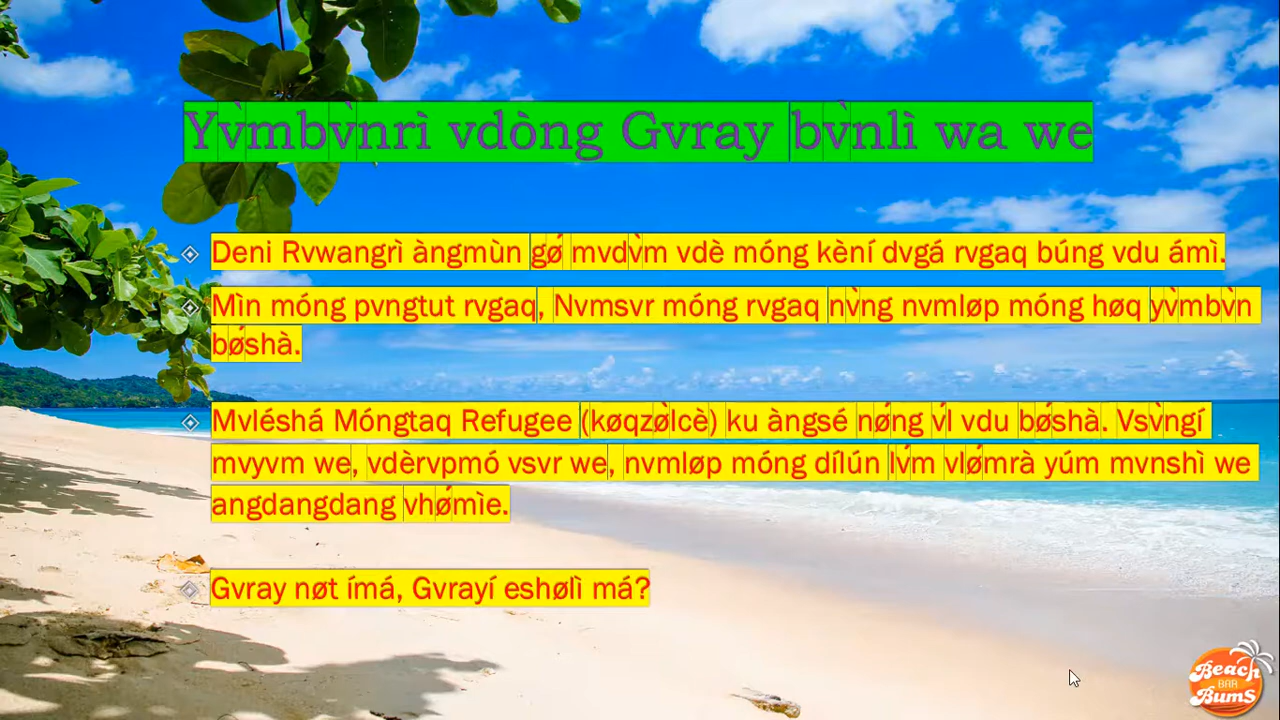 Yv̀mbv̀nrì vdòng Gvray bv̀nlì wa we
Deni Rvwangrì àngmùn gǿ mvdv̀m vdè móng kèní dvgá rvgaq búng vdu ámì.
Mìn móng pvngtut rvgaq, Nvmsvr móng rvgaq nv̀ng nvmløp móng høq yv̀mbv̀n
bǿshà.
Mvléshá Móngtaq Refugee (køqzø̀lcè) ku àngsé nǿng v́l vdu bǿshà. Vsv̀ngí
mvyvm we, vdèrvpmó vsvr we, nvmløp móng dílún lv́m vlǿmrà yúm mvnshì we
angdangdang vhǿmìe.
Gvray nøt ímá, Gvrayí eshølì má?
Beach
BAR
BumS